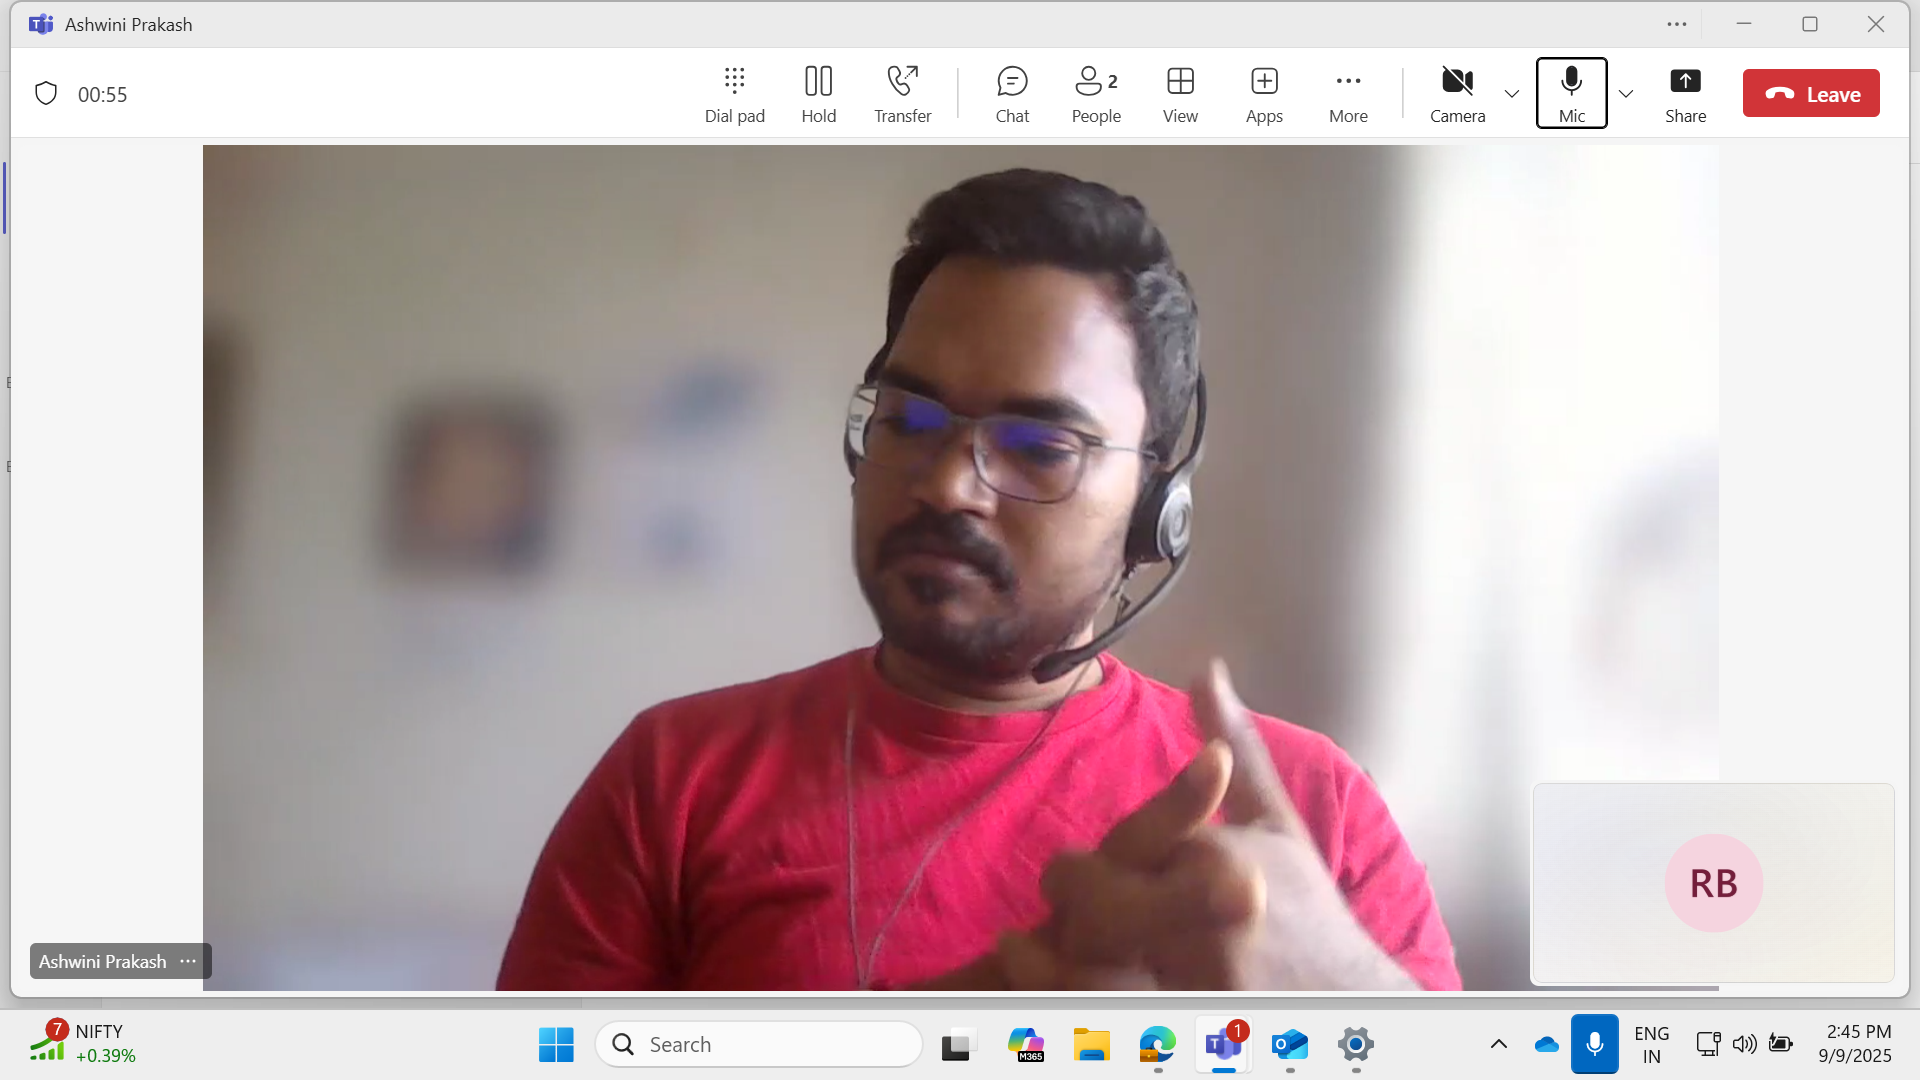 Ashwini Prakash
00:55
Dial pad
Hold
Transfer
Chat
2
People
View
Apps
More
Camera
Mic
Share
Leave
RB
Ashwini Prakash
7
NIFTY
+0.39%
Search
M365
1
ENG
IN
2:45 PM
9/9/2025